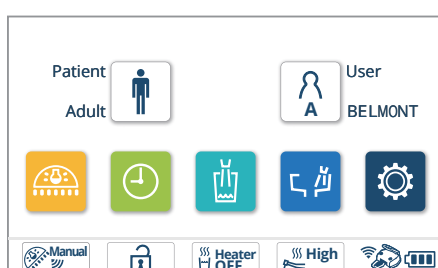 Patient
User
Adult
A
BELMONT
Manual
Heater
OFF
High